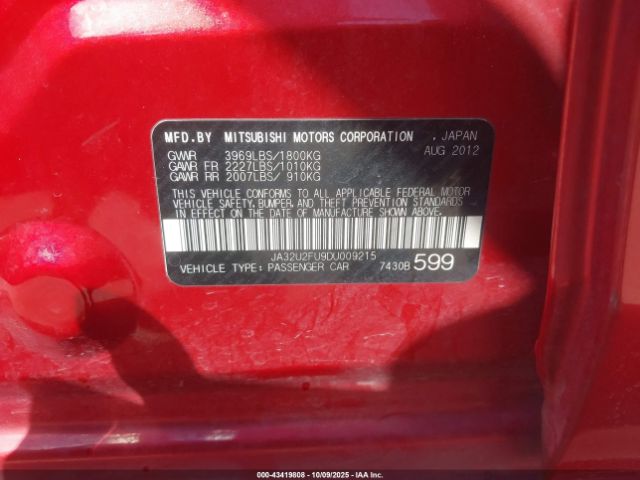 MFD.BY MITSUBISHI MOTORS CORPORATION . JAPAN
GVWR 3969LBS/1800KG AUG 2012
GAWR FR 2227LBS/1010KG
GAWR RR 2007LBS/ 910KG
THIS VEHICLE CONFORMS TO ALL APPLICABLE FEDERAL MOTOR
VEHICLE SAFETY,BUMPER, AND THEFT PREVENTION STANDARDS
IN EFFECT ON THE DATE OF MANUFACTURE SHOWN ABOVE.
JA32U2FU9DU009215
VEHICLE TYPE: PASSENGER CAR 7430B 599
000-43419808 - 10/09/2025 - IAA Inc.